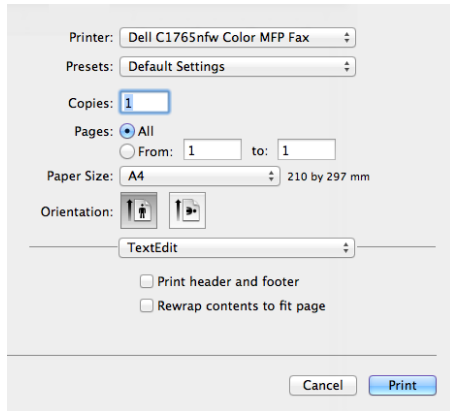 Printer: Dell C1765nfw Color MFP Fax
Presets: Default Settings
Copies: 1
Pages: All
From: 1 to: 1
Paper Size: A4 210 by 297 mm
Orientation:
TextEdit
Print header and footer
Rewrap contents to fit page
Cancel Print